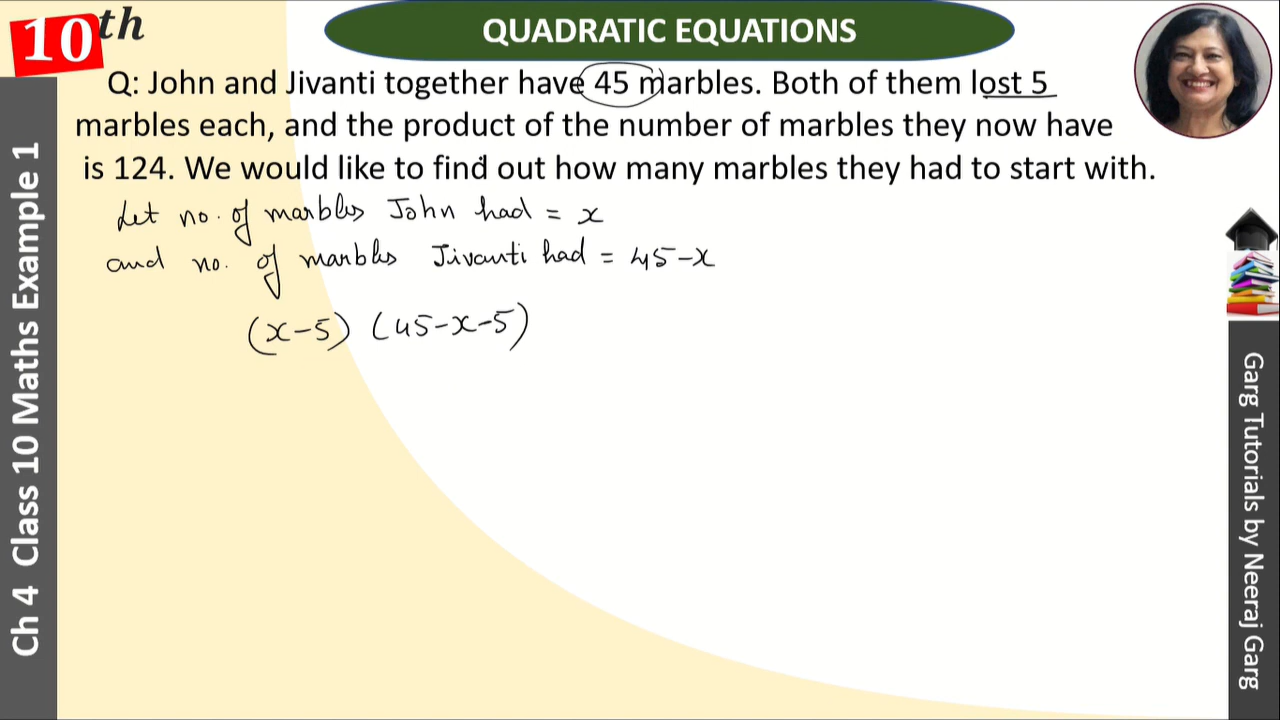 10th
QUADRATIC EQUATIONS
Q: John and Jivanti together have 45 marbles. Both of them lost 5
marbles each, and the product of the number of marbles they now have
is 124. We would like to find out how many marbles they had to start with.
Let no. of marbles John had = x
and no. of marbles Jivanti had = 45-x
(x-5) (45-x-5)
Ch 4 Class 10 Maths Example 1
Garg Tutorials by Neeraj Garg